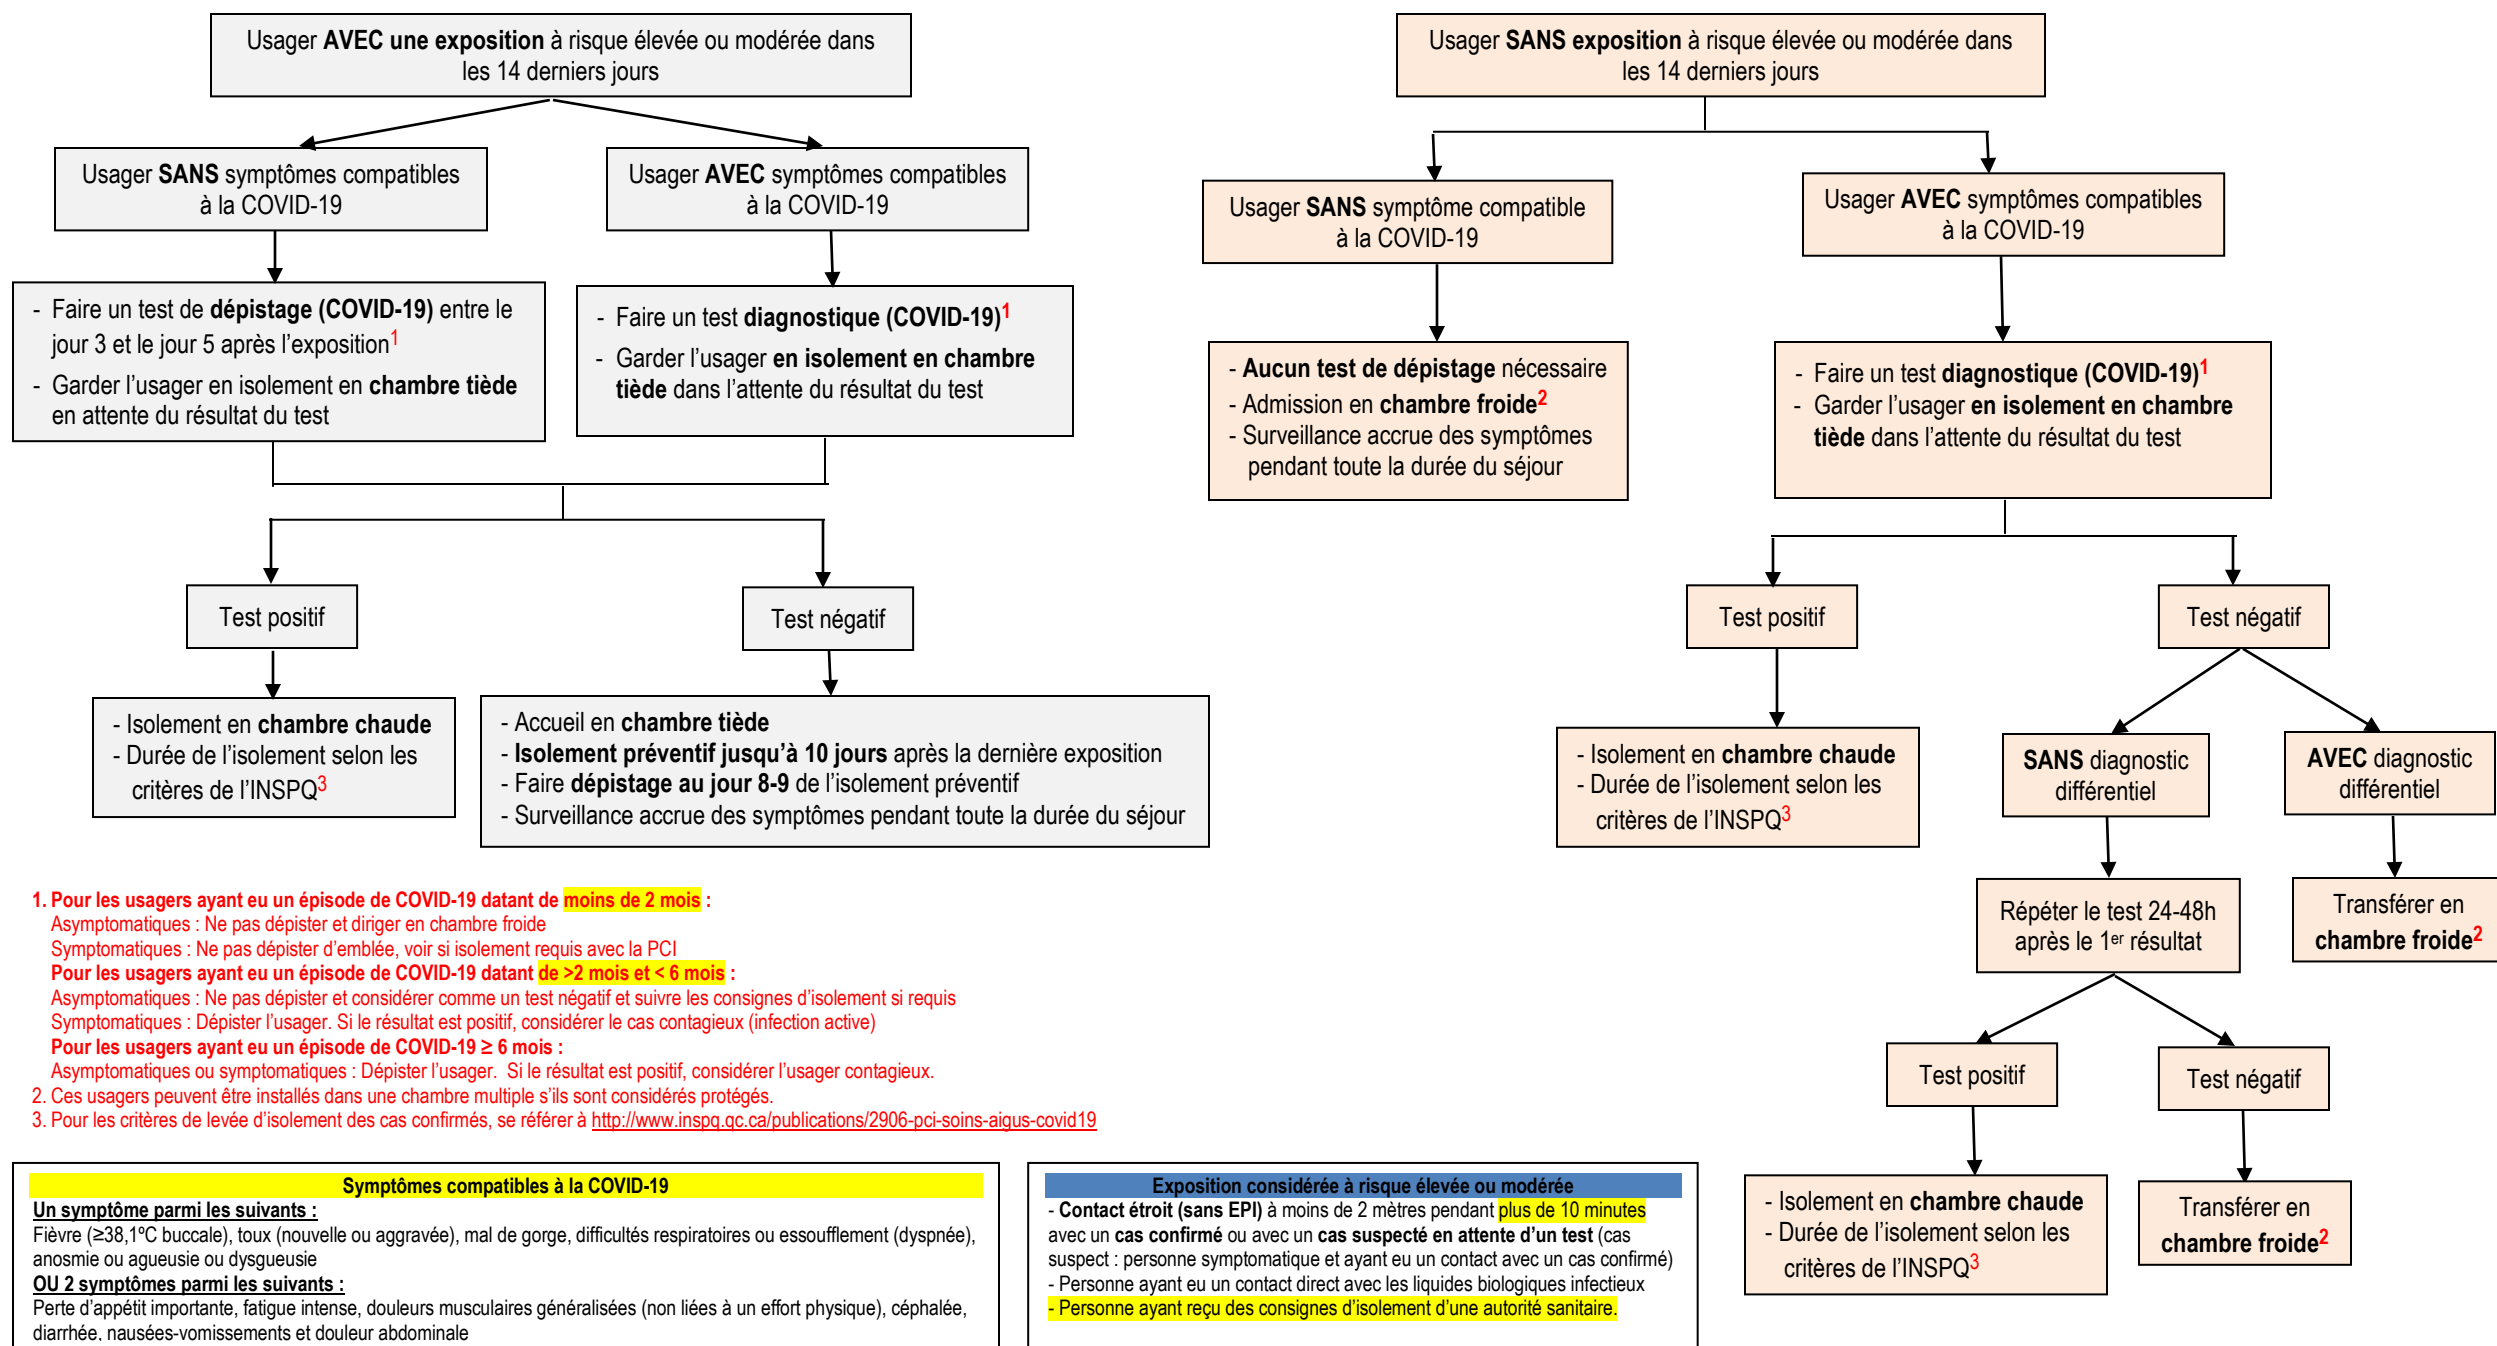 Usager AVEC une exposition à risque élevée ou modérée dans
les 14 derniers jours
Usager SANS symptômes compatibles
à la COVID-19
Usager AVEC symptômes compatibles
à la COVID-19
- Faire un test de dépistage (COVID-19) entre le
jour 3 et le jour 5 après l’exposition1
- Garder l’usager en isolement en chambre tiède
en attente du résultat du test
- Faire un test diagnostique (COVID-19)1
- Garder l’usager en isolement en chambre
tiède dans l’attente du résultat du test
Test positif
Test négatif
- Isolement en chambre chaude
- Durée de l’isolement selon les
critères de l’INSPQ3
- Accueil en chambre tiède
- Isolement préventif jusqu’à 10 jours après la dernière exposition
- Faire dépistage au jour 8-9 de l’isolement préventif
- Surveillance accrue des symptômes pendant toute la durée du séjour
Usager SANS exposition à risque élevée ou modérée dans
les 14 derniers jours
Usager SANS symptôme compatible
à la COVID-19
Usager AVEC symptômes compatibles
à la COVID-19
- Aucun test de dépistage nécessaire
- Admission en chambre froide2
- Surveillance accrue des symptômes
pendant toute la durée du séjour
- Faire un test diagnostique (COVID-19)1
- Garder l’usager en isolement en chambre
tiède dans l’attente du résultat du test
Test positif
Test négatif
- Isolement en chambre chaude
- Durée de l’isolement selon les
critères de l’INSPQ3
SANS diagnostic
différentiel
AVEC diagnostic
différentiel
Répéter le test 24-48h
après le 1er résultat
Transférer en
chambre froide2
Test positif
Test négatif
- Isolement en chambre chaude
- Durée de l’isolement selon les
critères de l’INSPQ3
Transférer en
chambre froide2
1. Pour les usagers ayant eu un épisode de COVID-19 datant de moins de 2 mois :
Asymptomatiques : Ne pas dépister et diriger en chambre froide
Symptomatiques : Ne pas dépister d’emblée, voir si isolement requis avec la PCI
Pour les usagers ayant eu un épisode de COVID-19 datant de >2 mois et < 6 mois :
Asymptomatiques : Ne pas dépister et considérer comme un test négatif et suivre les consignes d’isolement si requis
Symptomatiques : Dépister l’usager. Si le résultat est positif, considérer le cas contagieux (infection active)
Pour les usagers ayant eu un épisode de COVID-19 ≥ 6 mois :
Asymptomatiques ou symptomatiques : Dépister l’usager. Si le résultat est positif, considérer l’usager contagieux.
2. Ces usagers peuvent être installés dans une chambre multiple s’ils sont considérés protégés.
3. Pour les critères de levée d’isolement des cas confirmés, se référer à http://www.inspq.qc.ca/publications/2906-pci-soins-aigus-covid19
Symptômes compatibles à la COVID-19
Un symptôme parmi les suivants :
Fièvre (≥38,1ºC buccale), toux (nouvelle ou aggravée), mal de gorge, difficultés respiratoires ou essoufflement (dyspnée),
anosmie ou agueusie ou dysgueusie
OU 2 symptômes parmi les suivants :
Perte d’appétit importante, fatigue intense, douleurs musculaires généralisées (non liées à un effort physique), céphalée,
diarrhée, nausées-vomissements et douleur abdominale
Exposition considérée à risque élevée ou modérée
- Contact étroit (sans EPI) à moins de 2 mètres pendant plus de 10 minutes
avec un cas confirmé ou avec un cas suspecté en attente d’un test (cas
suspect : personne symptomatique et ayant eu un contact avec un cas confirmé)
- Personne ayant eu un contact direct avec les liquides biologiques infectieux
- Personne ayant reçu des consignes d’isolement d’une autorité sanitaire.